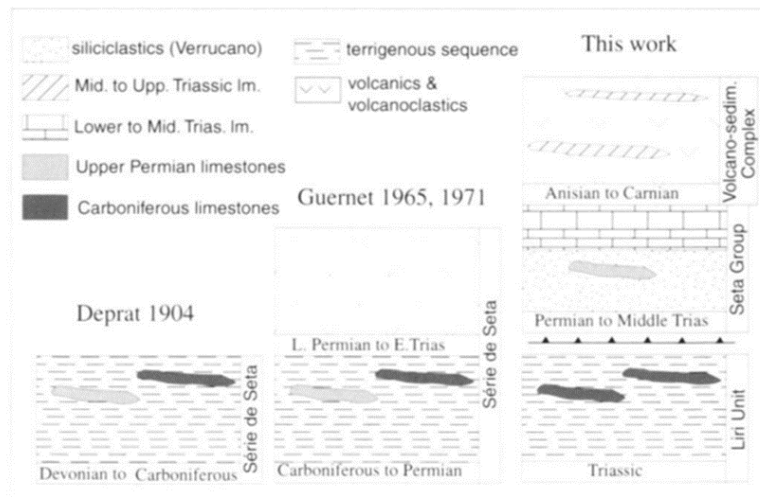 siliciclastics (Verrucano)
Mid. to Upp. Triassic lm.
Lower to Mid. Trias. lm.
Upper Permian limestones
Carboniferous limestones
terrigenous sequence
volcanics &
volcanoclastics
This work
Volcano-sedim.
Complex
Anisian to Carnian
Seta Group
Permian to Middle Trias
Liri Unit
Triassic
Guernet 1965, 1971
L. Permian to E.Trias
Série de Seta
Carboniferous to Permian
Deprat 1904
Série de Seta
Devonian to Carboniferous